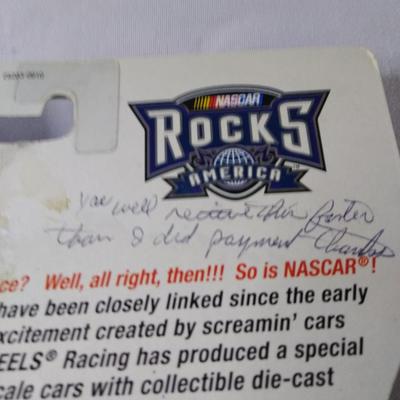 NASCAR
ROCKS
AMERICA
you will receive this faster
than I did payment Thanks
ce? Well, all right, then!!! So is NASCAR®!
have been closely linked since the early
xcitement created by screamin' cars
EELS® Racing has produced a special
cale cars with collectible die-cast